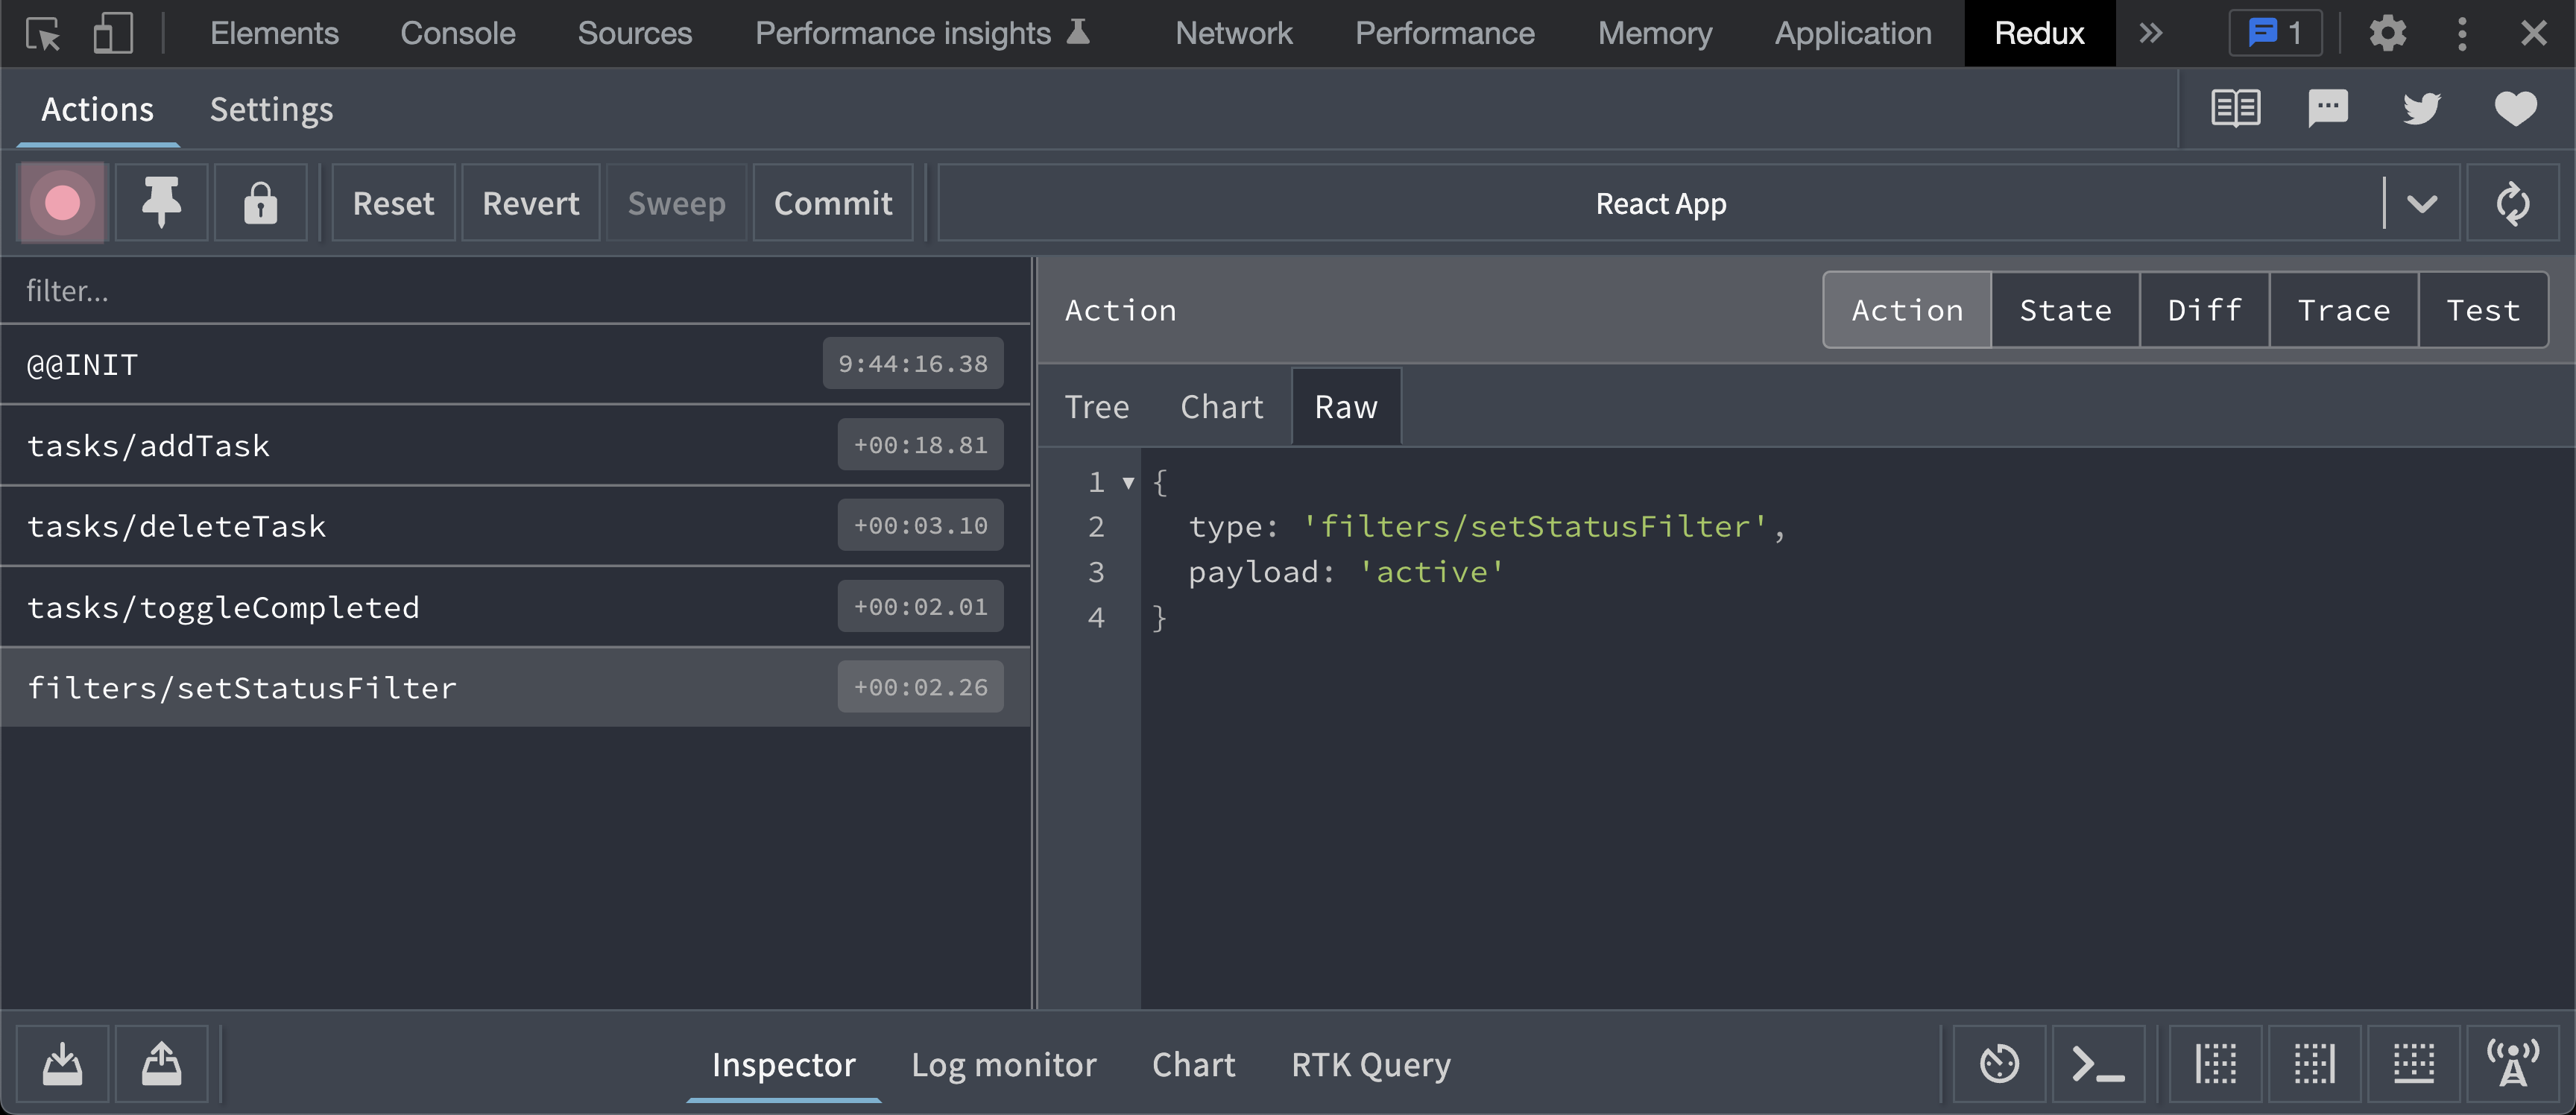 Elements Console Sources Performance insights Network Performance Memory Application Redux 1
Actions Settings
Reset Revert Sweep Commit React App
filter...
@@INIT 9:44:16.38
tasks/addTask +00:18.81
tasks/deleteTask +00:03.10
tasks/toggleCompleted +00:02.01
filters/setStatusFilter +00:02.26
Action Action State Diff Trace Test
Tree Chart Raw
1 {
2 type: 'filters/setStatusFilter',
3 payload: 'active'
4 }
Inspector Log monitor Chart RTK Query